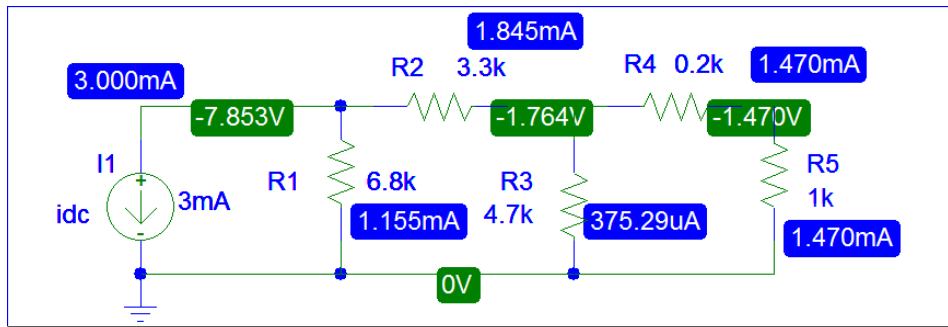 1.845mA
R2 3.3k
R4 0.2k
1.470mA
3.000mA
-7.853V
-1.764V
-1.470V
I1
+
-
idc
3mA
R1
6.8k
1.155mA
R3
4.7k
375.29uA
R5
1k
1.470mA
0V